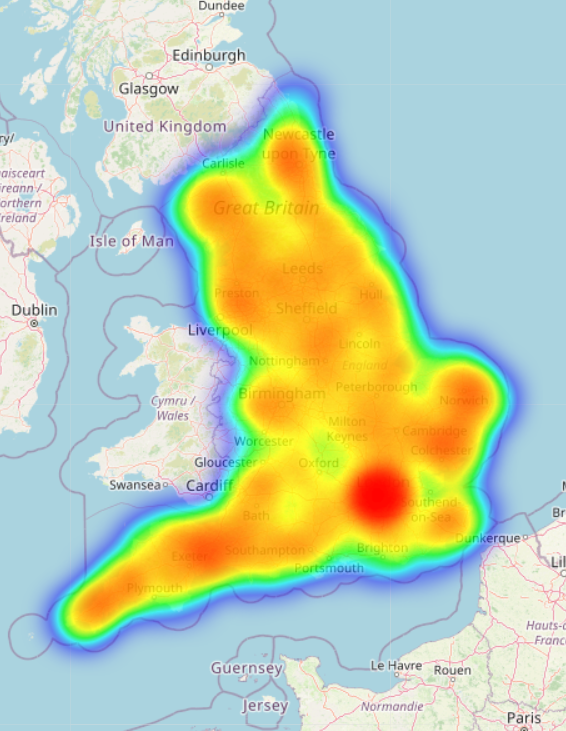 Dundee
Edinburgh
Glasgow
United Kingdom
Newcastle
upon Tyne
Carlisle
Great Britain
Isle of Man
Leeds
Preston
Hull
Sheffield
Dublin
Liverpool
Lincoln
Nottingham
England
Peterborough
Birmingham
Norwich
Cymru /
Wales
Milton
Keynes
Cambridge
Worcester
Colchester
Gloucester
Oxford
Swansea
Cardiff
Southend
-on-Sea
Bath
Dunkerque
Exeter
Southampton
Brighton
Portsmouth
Plymouth
Hauts-
Franc
Guernsey
Le Havre
Rouen
Jersey
Normandie
Paris